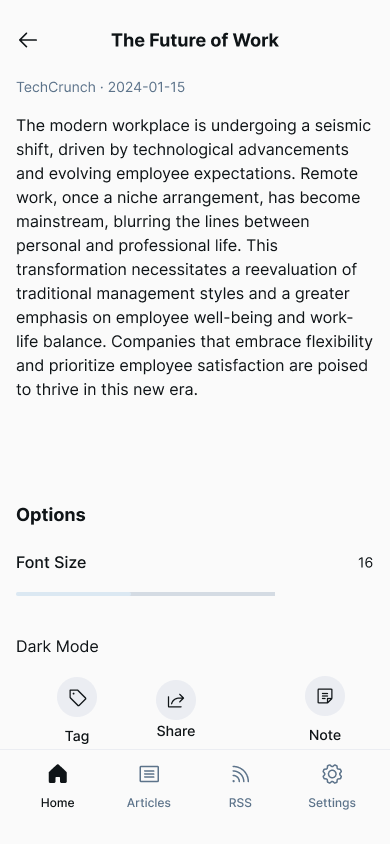 The Future of Work
TechCrunch · 2024-01-15
The modern workplace is undergoing a seismic
shift, driven by technological advancements
and evolving employee expectations. Remote
work, once a niche arrangement, has become
mainstream, blurring the lines between
personal and professional life. This
transformation necessitates a reevaluation of
traditional management styles and a greater
emphasis on employee well-being and work-
life balance. Companies that embrace flexibility
and prioritize employee satisfaction are poised
to thrive in this new era.
Options
Font Size 16
Dark Mode
Tag Share Note
Home Articles RSS Settings